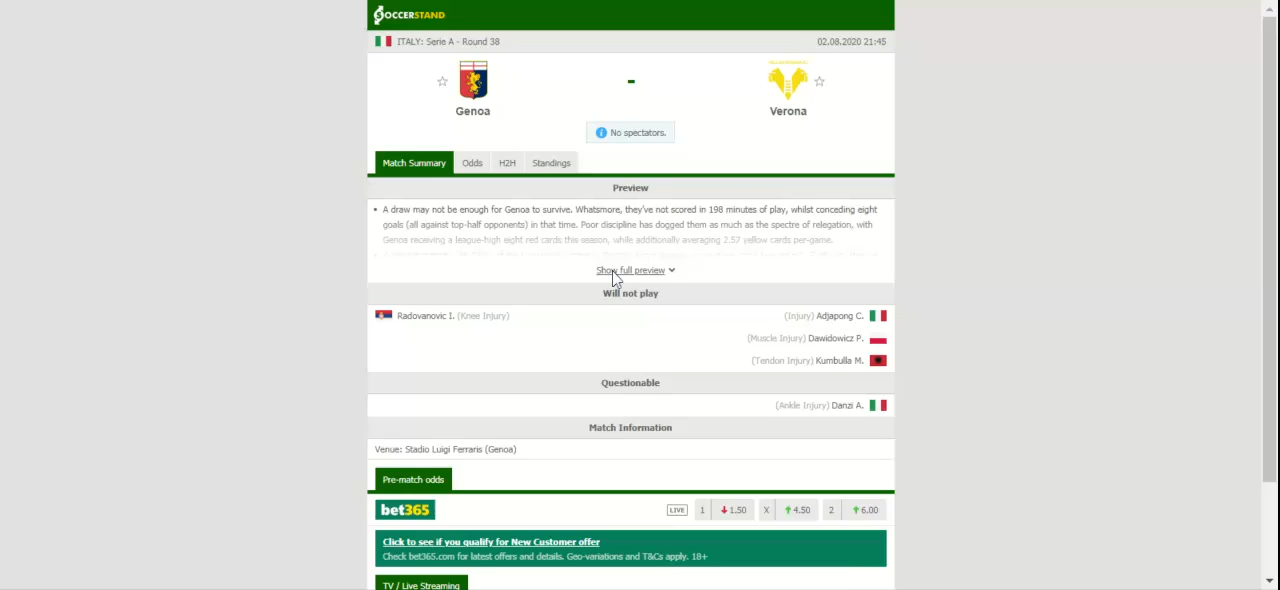 SOCCERSTAND
ITALY: Serie A - Round 38 02.08.2020 21:45
-
Genoa Verona
No spectators.
Match Summary Odds H2H Standings
Preview
• A draw may not be enough for Genoa to survive. Whatsmore, they've not scored in 198 minutes of play, whilst conceding eight
goals (all against top-half opponents) in that time. Poor discipline has dogged them as much as the spectre of relegation, with
Genoa receiving a league-high eight red cards this season, while additionally averaging 2.57 yellow cards per-game.
Show full preview
Will not play
Radovanovic I. (Knee Injury) (Injury) Adjapong C.
(Muscle Injury) Dawidowicz P.
(Tendon Injury) Kumbulla M.
Questionable
(Ankle Injury) Danzi A.
Match Information
Venue: Stadio Luigi Ferraris (Genoa)
Pre-match odds
bet365 LIVE 1 1.50 X 4.50 2 6.00
Click to see if you qualify for New Customer offer
Check bet365.com for latest offers and details. Geo-variations and T&Cs apply. 18+
TV / Live Streaming